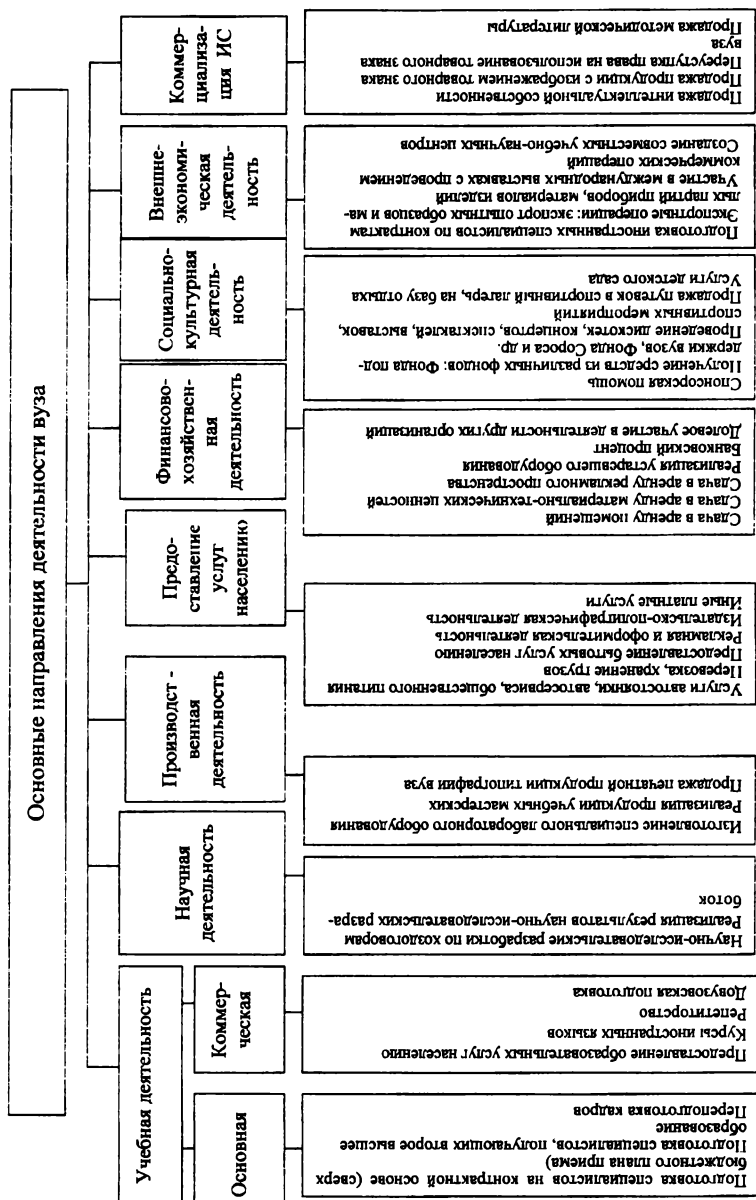 Основные направления деятельности вуза
Учебная деятельность
Основная
Подготовка специалистов на контрактной основе (сверх
бюджетного плана приема)
Подготовка специалистов, получающих второе высшее
образование
Переподготовка кадров
Коммер-
ческая
Предоставление образовательных услуг населению
Курсы иностранных языков
Репетиторство
Довузовская подготовка
Научная
деятельность
Научно-исследовательские разработки по хоздоговорам
Реализация результатов научно-исследовательских разра-
боток
Производст -
венная
деятельность
Изготовление специального лабораторного оборудования
Реализация продукции учебных мастерских
Продажа печатной продукции типографии вуза
Предо-
ставление
услуг
населению
Услуги автостоянки, автосервиса, общественного питания
Перевозка, хранение грузов
Предоставление бытовых услуг населению
Рекламная и оформительская деятельность
Издательско-полиграфическая деятельность
Иные платные услуги
Финансово-
хозяйствен-
ная
деятельность
Сдача в аренду помещений
Сдача в аренду материально-технических ценностей
Сдача в аренду рекламного пространства
Реализация устаревшего оборудования
Банковский процент
Долевое участие в деятельности других организаций
Социально-
культурная
деятель-
ность
Спонсорская помощь
Получение средств из различных фондов: Фонда под-
держки вузов, Фонда Сороса и др.
Проведение дискотек, концертов, спектаклей, выставок,
спортивных мероприятий
Продажа путевок в спортивный лагерь, на базу отдыха
Услуги детского сада
Внешне-
экономи-
ческая
деятель-
ность
Подготовка иностранных специалистов по контрактам
Экспортные операции: экспорт опытных образцов и ма-
лых партий приборов, материалов изделий
Участие в международных выставках с проведением
коммерческих операций
Создание совместных учебно-научных центров
Коммер-
циализа-
ция ИС
Продажа интеллектуальной собственности
Продажа продукции с изображением товарного знака
Переуступка права на использование товарного знака
вуза
Продажа методической литературы